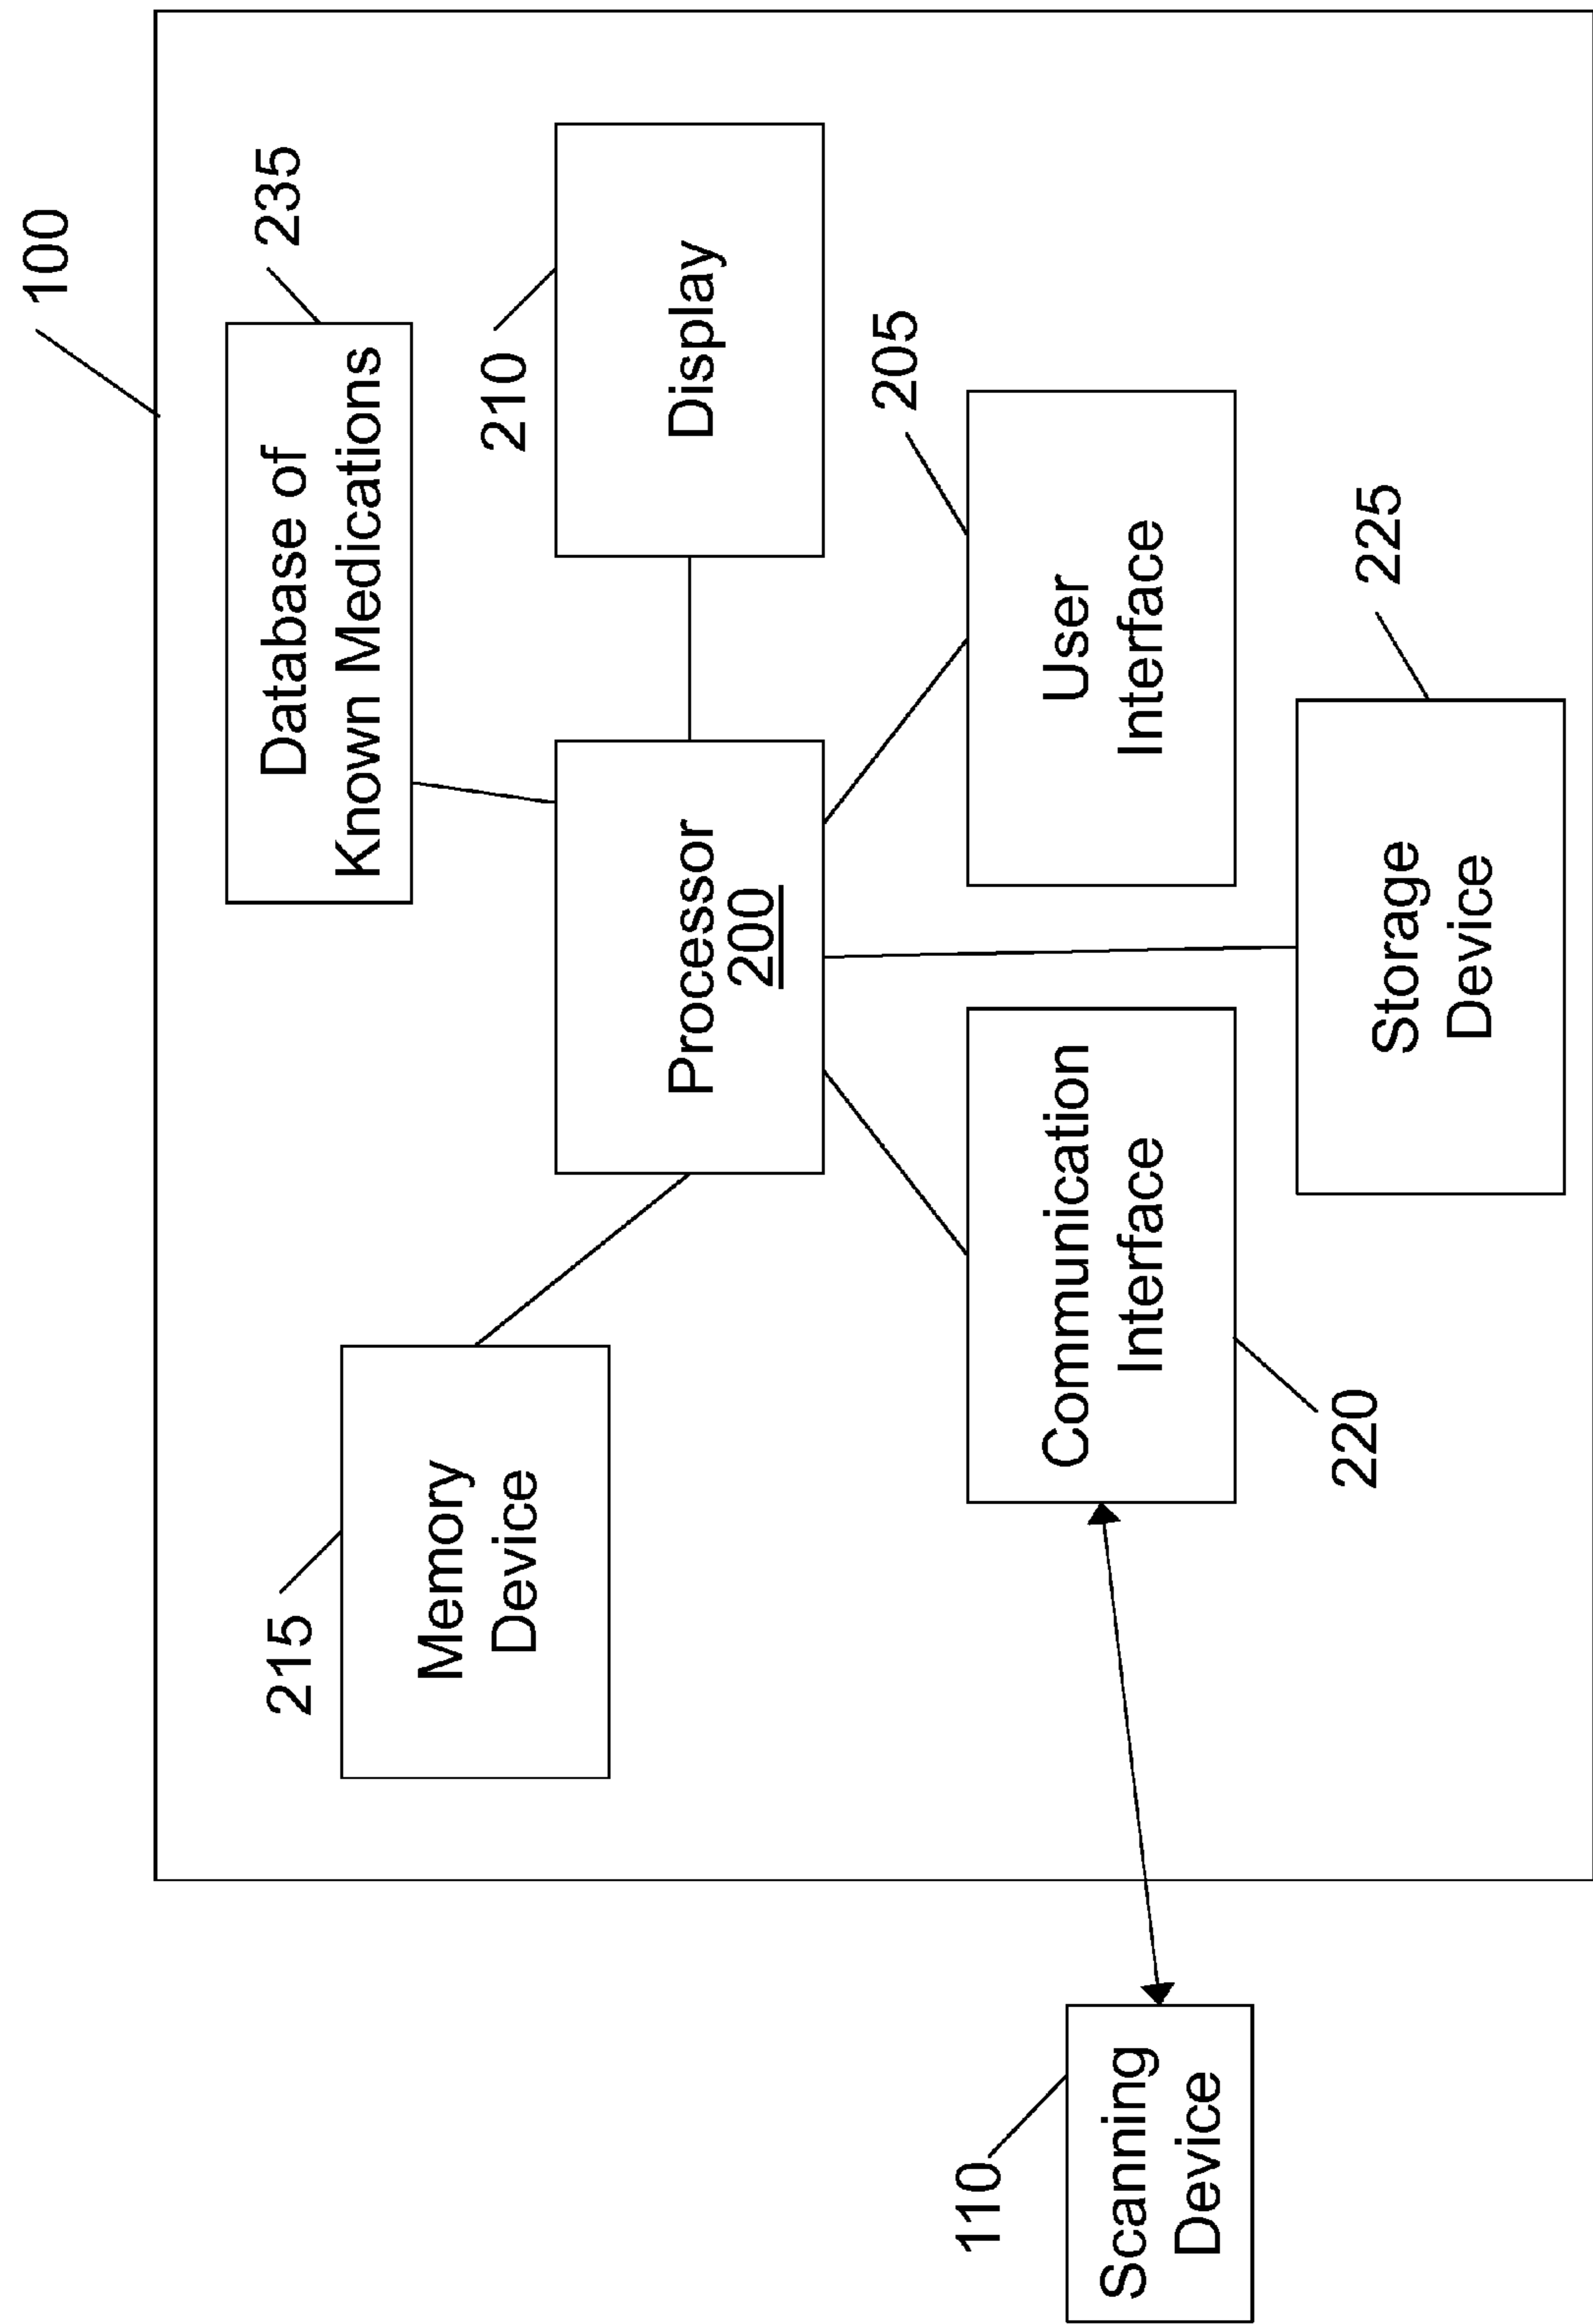 100
Database of
Known Medications
235
215
Memory
Device
210
Display
Processor
200
205
110
Scanning
Device
Communication
Interface
User
Interface
220
225
Storage
Device